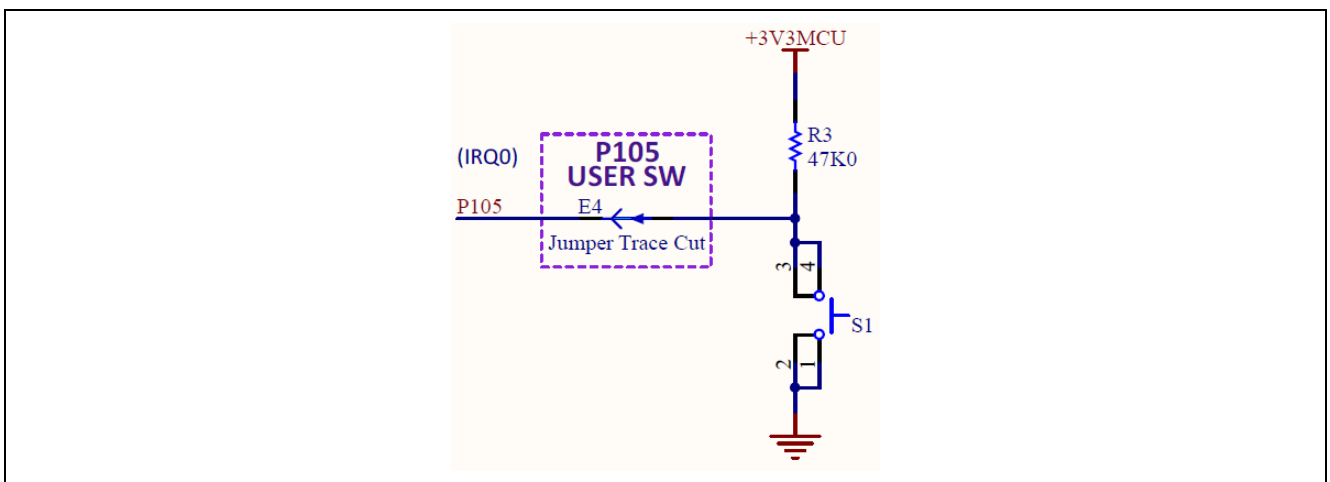 +3V3MCU
R3
47K0
(IRQ0)
P105
USER SW
P105
E4
Jumper Trace Cut
3
4
S1
2
1